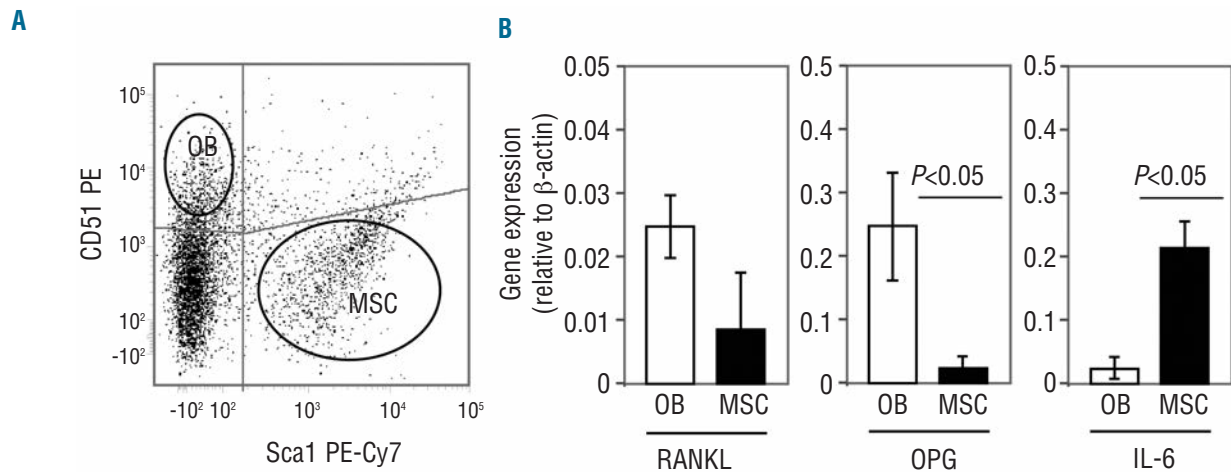 A
10⁵
10⁴
10³
10²
-10²
CD51 PE
OB
MSC
-10² 10² 10³ 10⁴ 10⁵
Sca1 PE-Cy7
B
Gene expression
(relative to β-actin)
0.05
0.04
0.03
0.02
0.01
0
OB MSC
RANKL
0.5
0.4
0.3
0.2
0.1
0
P<0.05
OB MSC
OPG
0.5
0.4
0.3
0.2
0.1
0
P<0.05
OB MSC
IL-6